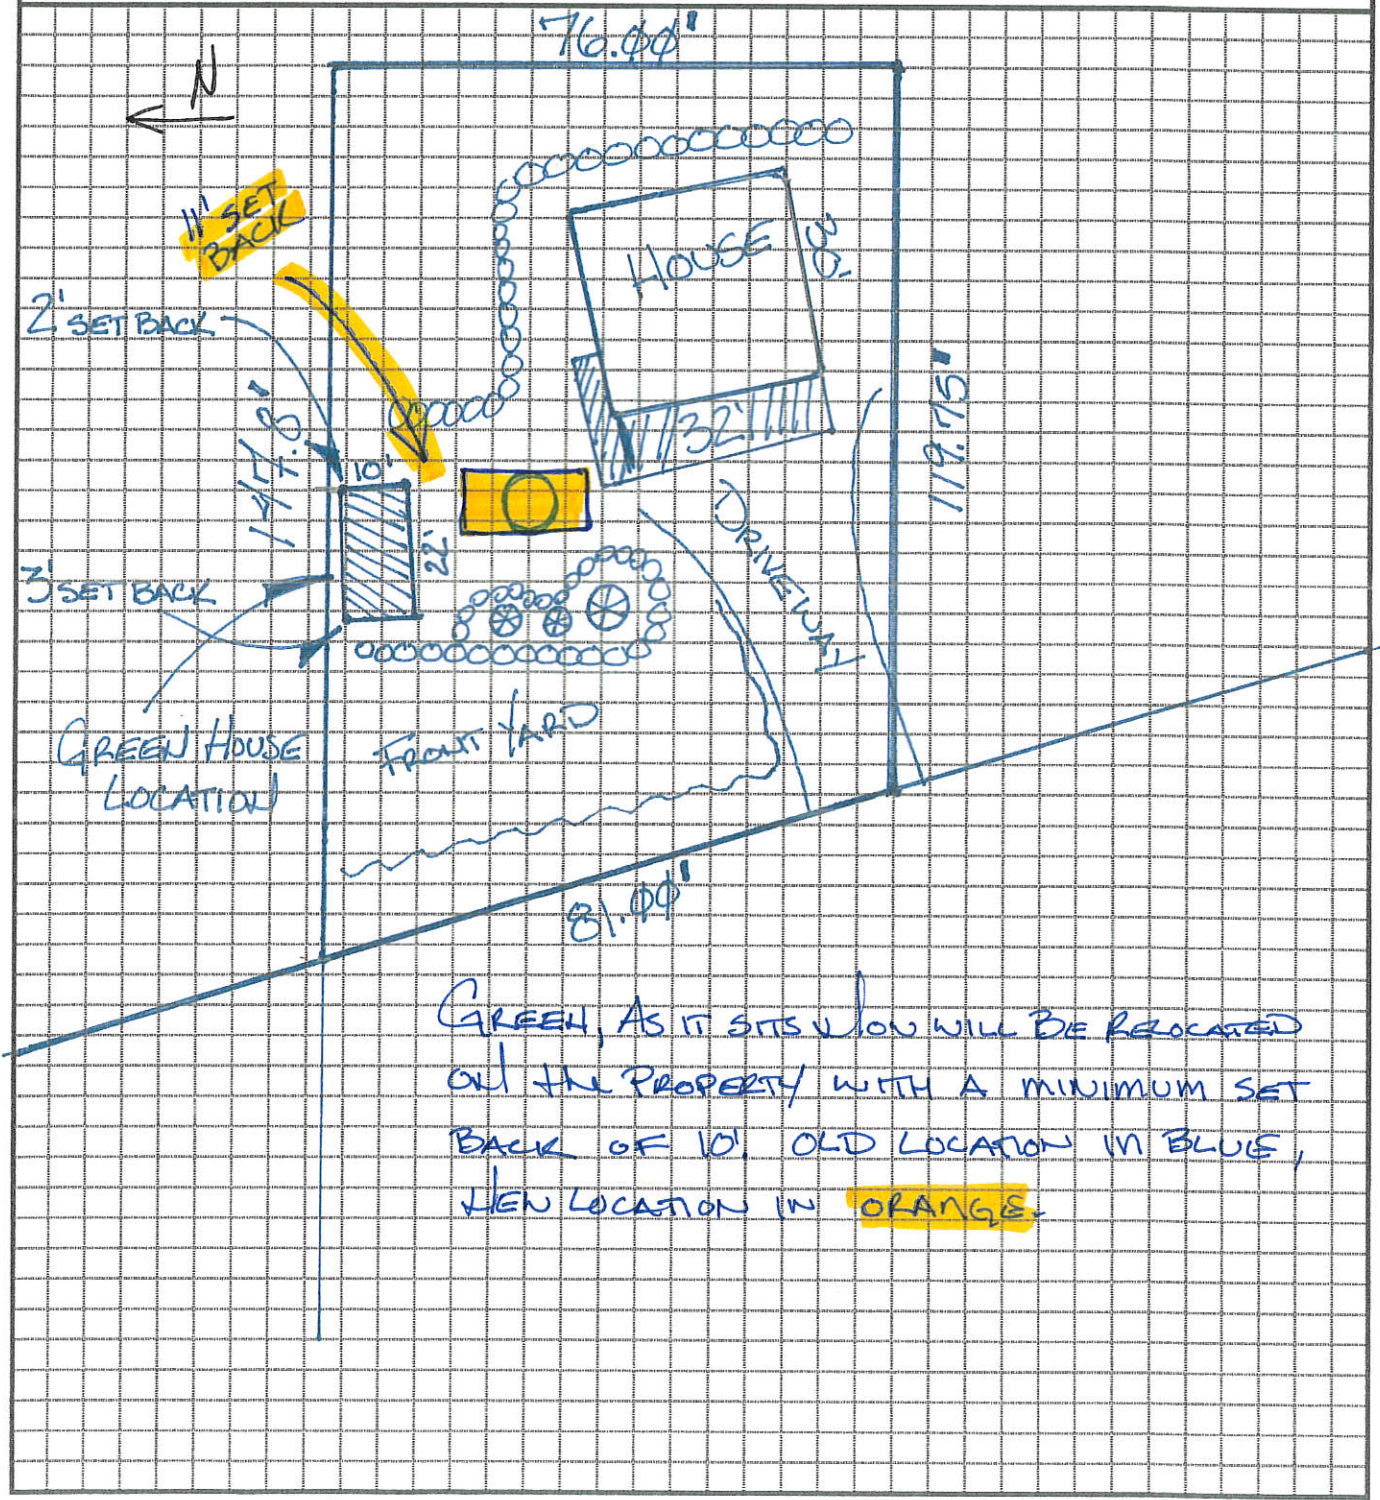 76.00'
N
11' SET
BACK
2' SET BACK
HOUSE
30'
32'
147.8'
119.75'
10'
22'
3' SET BACK
DRIVEWAY
GREEN HOUSE
LOCATION
FRONT YARD
81.00'
GREEN, AS IT SITS NOW WILL BE RELOCATED
ON THE PROPERTY WITH A MINIMUM SET
BACK OF 10'. OLD LOCATION IN BLUE,
NEW LOCATION IN ORANGE.